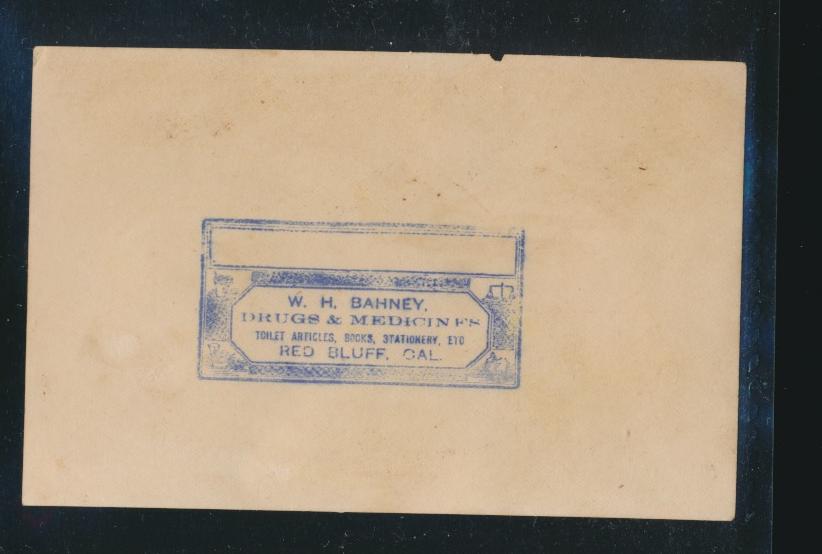 W. H. BAHNEY,
DRUGS & MEDICINES
TOILET ARTICLES, BOOKS, STATIONERY, ETC
RED BLUFF, CAL.